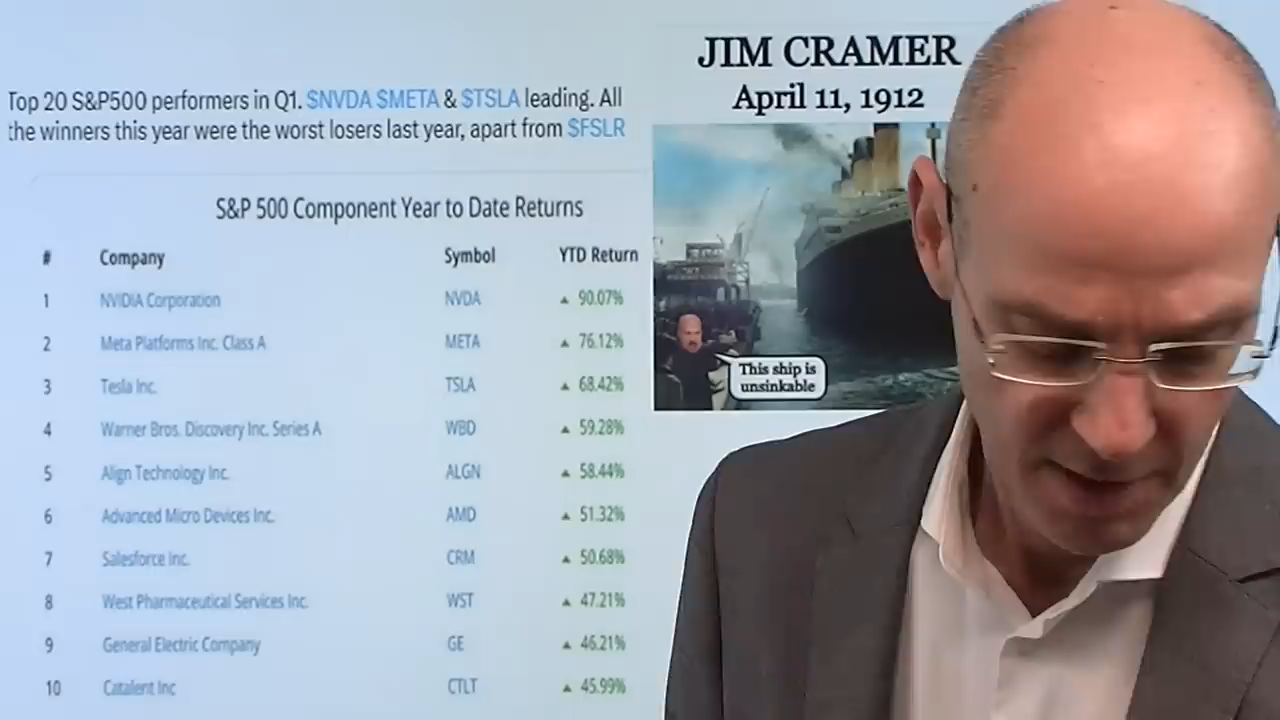 Top 20 S&P500 performers in Q1. $NVDA $META & $TSLA leading. All
the winners this year were the worst losers last year, apart from $FSLR
S&P 500 Component Year to Date Returns
# Company Symbol YTD Return
1 NVIDIA Corporation NVDA ▲ 90.07%
2 Meta Platforms Inc. Class A META ▲ 76.12%
3 Tesla Inc. TSLA ▲ 68.42%
4 Warner Bros. Discovery Inc. Series A WBD ▲ 59.28%
5 Align Technology Inc. ALGN ▲ 58.44%
6 Advanced Micro Devices Inc. AMD ▲ 51.32%
7 Salesforce Inc. CRM ▲ 50.68%
8 West Pharmaceutical Services Inc. WST ▲ 47.21%
9 General Electric Company GE ▲ 46.21%
10 Catalent Inc CTLT ▲ 45.99%
JIM CRAMER
April 11, 1912
This ship is
unsinkable